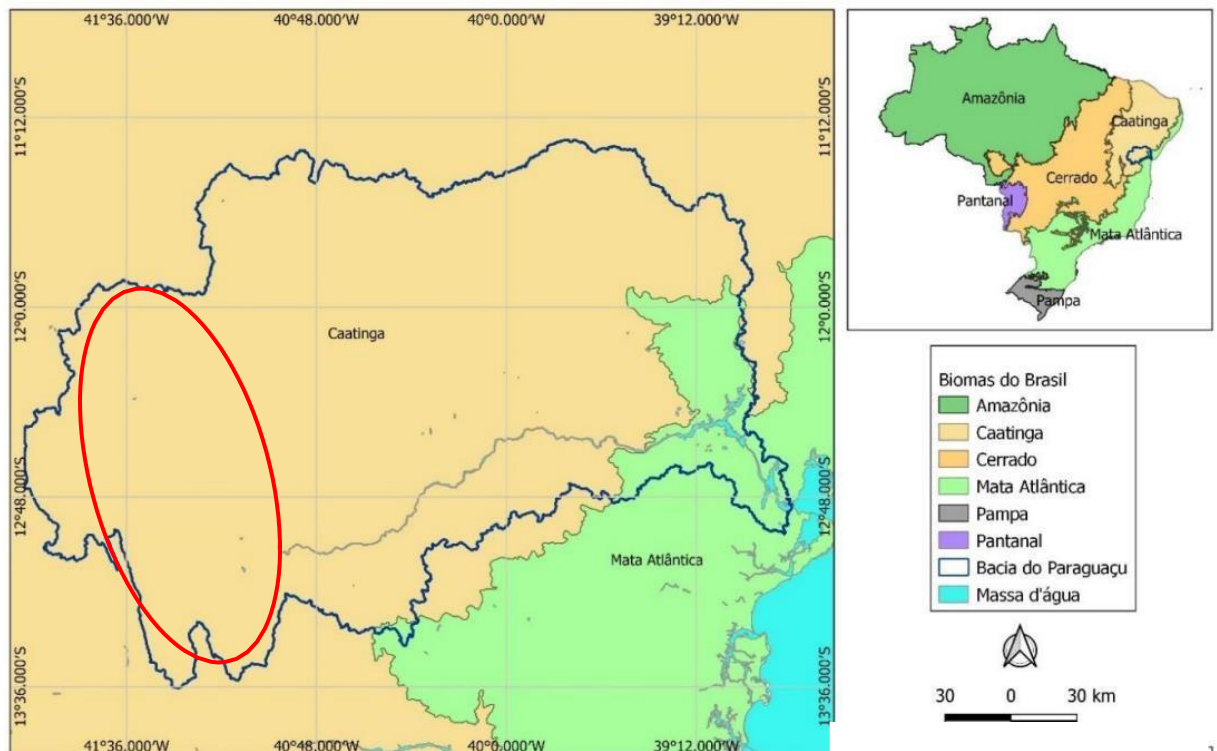 41°36.000'W
40°48.000'W
40°0.000'W
39°12.000'W
11°12.000'S
11°12.000'S
12°0.000'S
12°0.000'S
Caatinga
12°48.000'S
12°48.000'S
Mata Atlântica
13°36.000'S
13°36.000'S
41°36.000'W
40°48.000'W
40°0.000'W
39°12.000'W
Amazônia
Caatinga
Cerrado
Pantanal
Mata Atlântica
Pampa
Biomas do Brasil
Amazônia
Caatinga
Cerrado
Mata Atlântica
Pampa
Pantanal
Bacia do Paraguaçu
Massa d'água
30 0 30 km